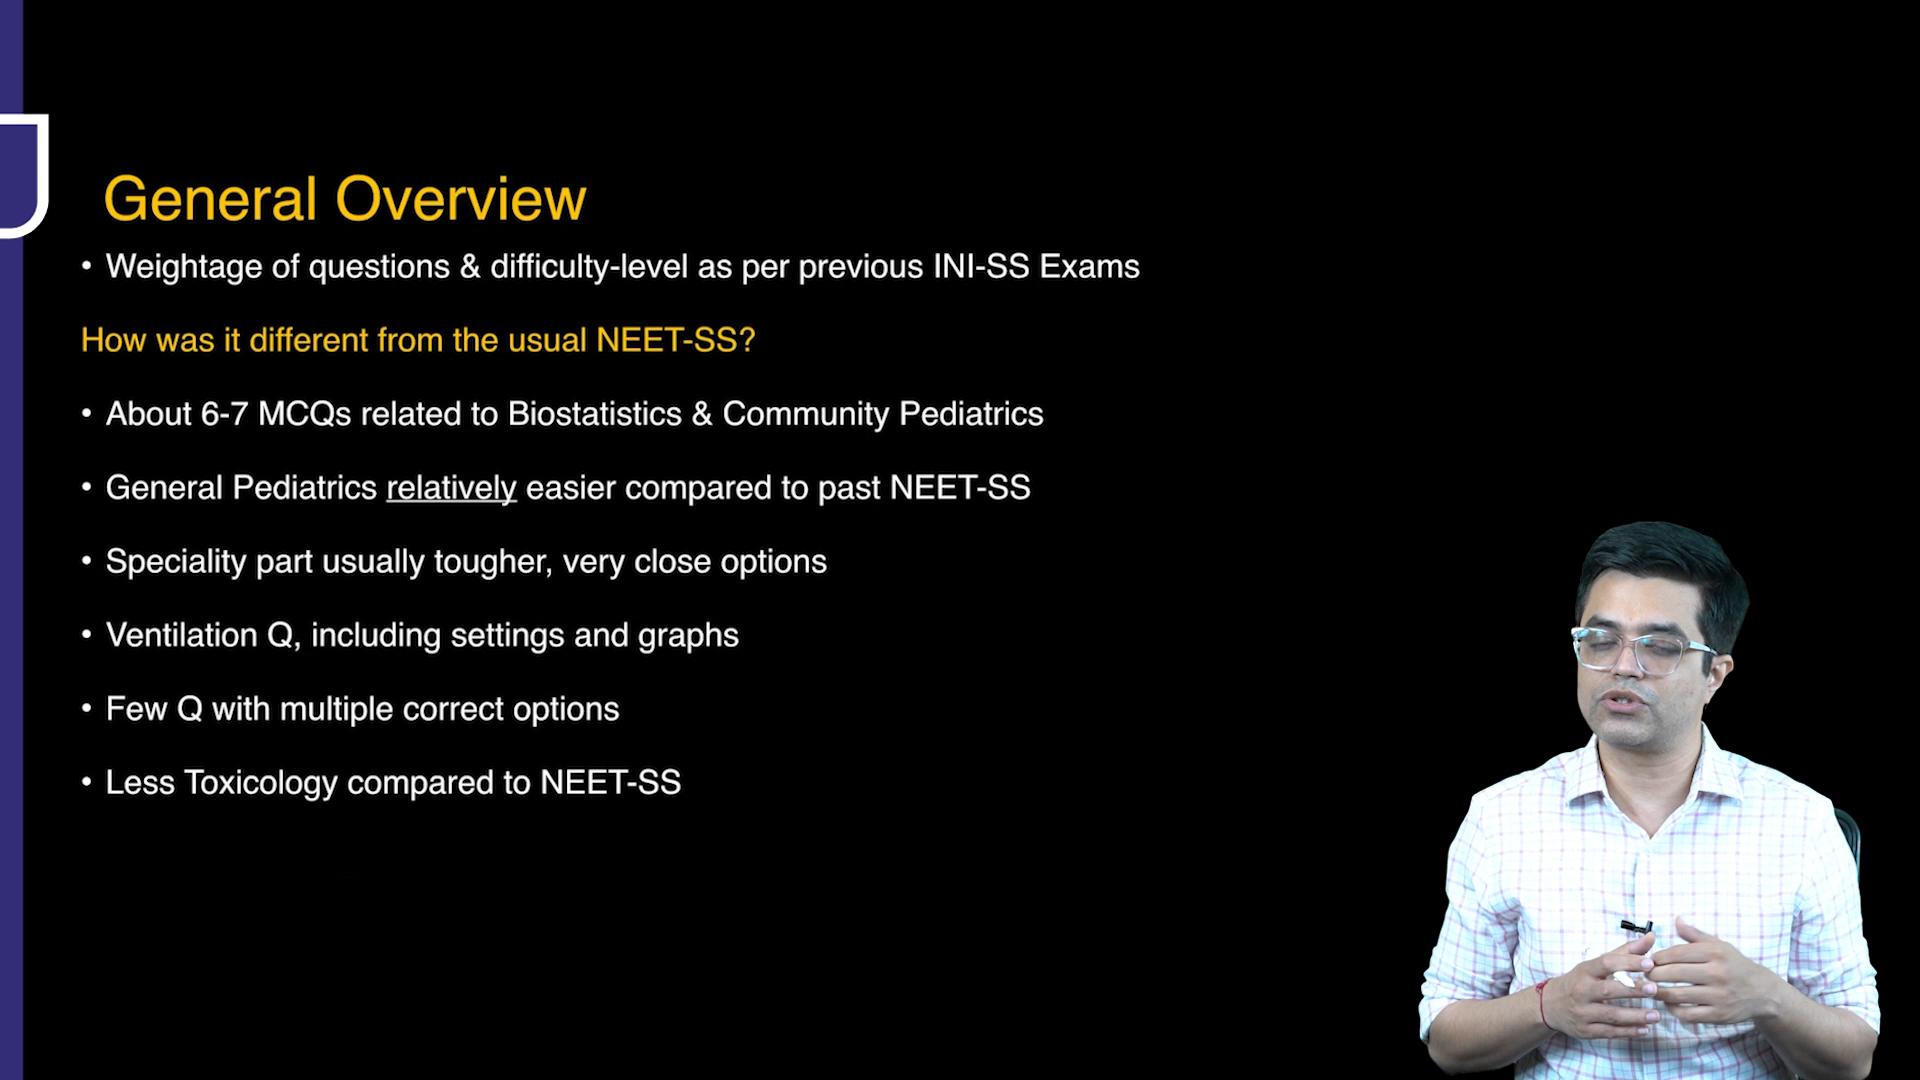 General Overview
• Weightage of questions & difficulty-level as per previous INI-SS Exams
How was it different from the usual NEET-SS?
• About 6-7 MCQs related to Biostatistics & Community Pediatrics
• General Pediatrics relatively easier compared to past NEET-SS
• Speciality part usually tougher, very close options
• Ventilation Q, including settings and graphs
• Few Q with multiple correct options
• Less Toxicology compared to NEET-SS